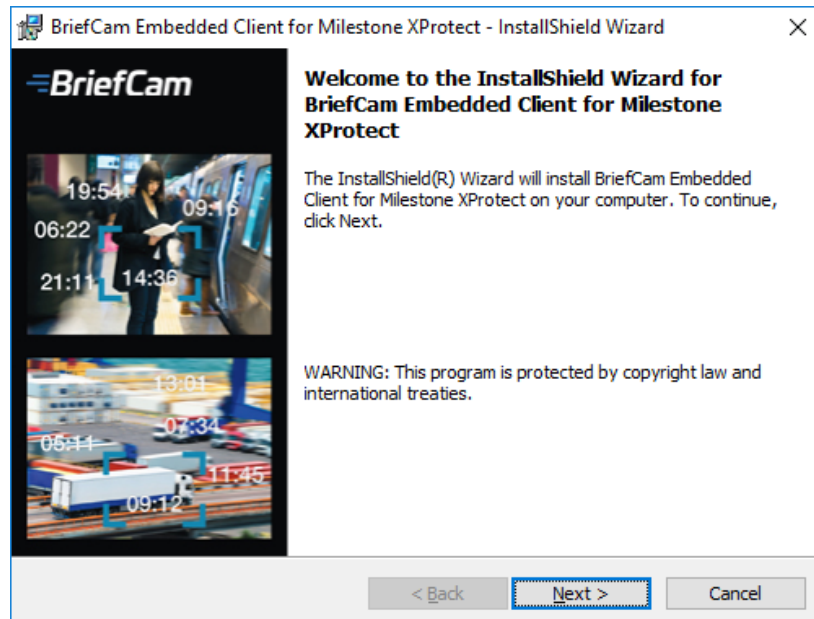 BriefCam Embedded Client for Milestone XProtect - InstallShield Wizard
BriefCam
Welcome to the InstallShield Wizard for
BriefCam Embedded Client for Milestone
XProtect
The InstallShield(R) Wizard will install BriefCam Embedded
Client for Milestone XProtect on your computer. To continue,
click Next.
19:54
09:16
06:22
21:11
14:36
WARNING: This program is protected by copyright law and
international treaties.
13:01
07:34
05:11
11:45
09:12
< Back
Next >
Cancel